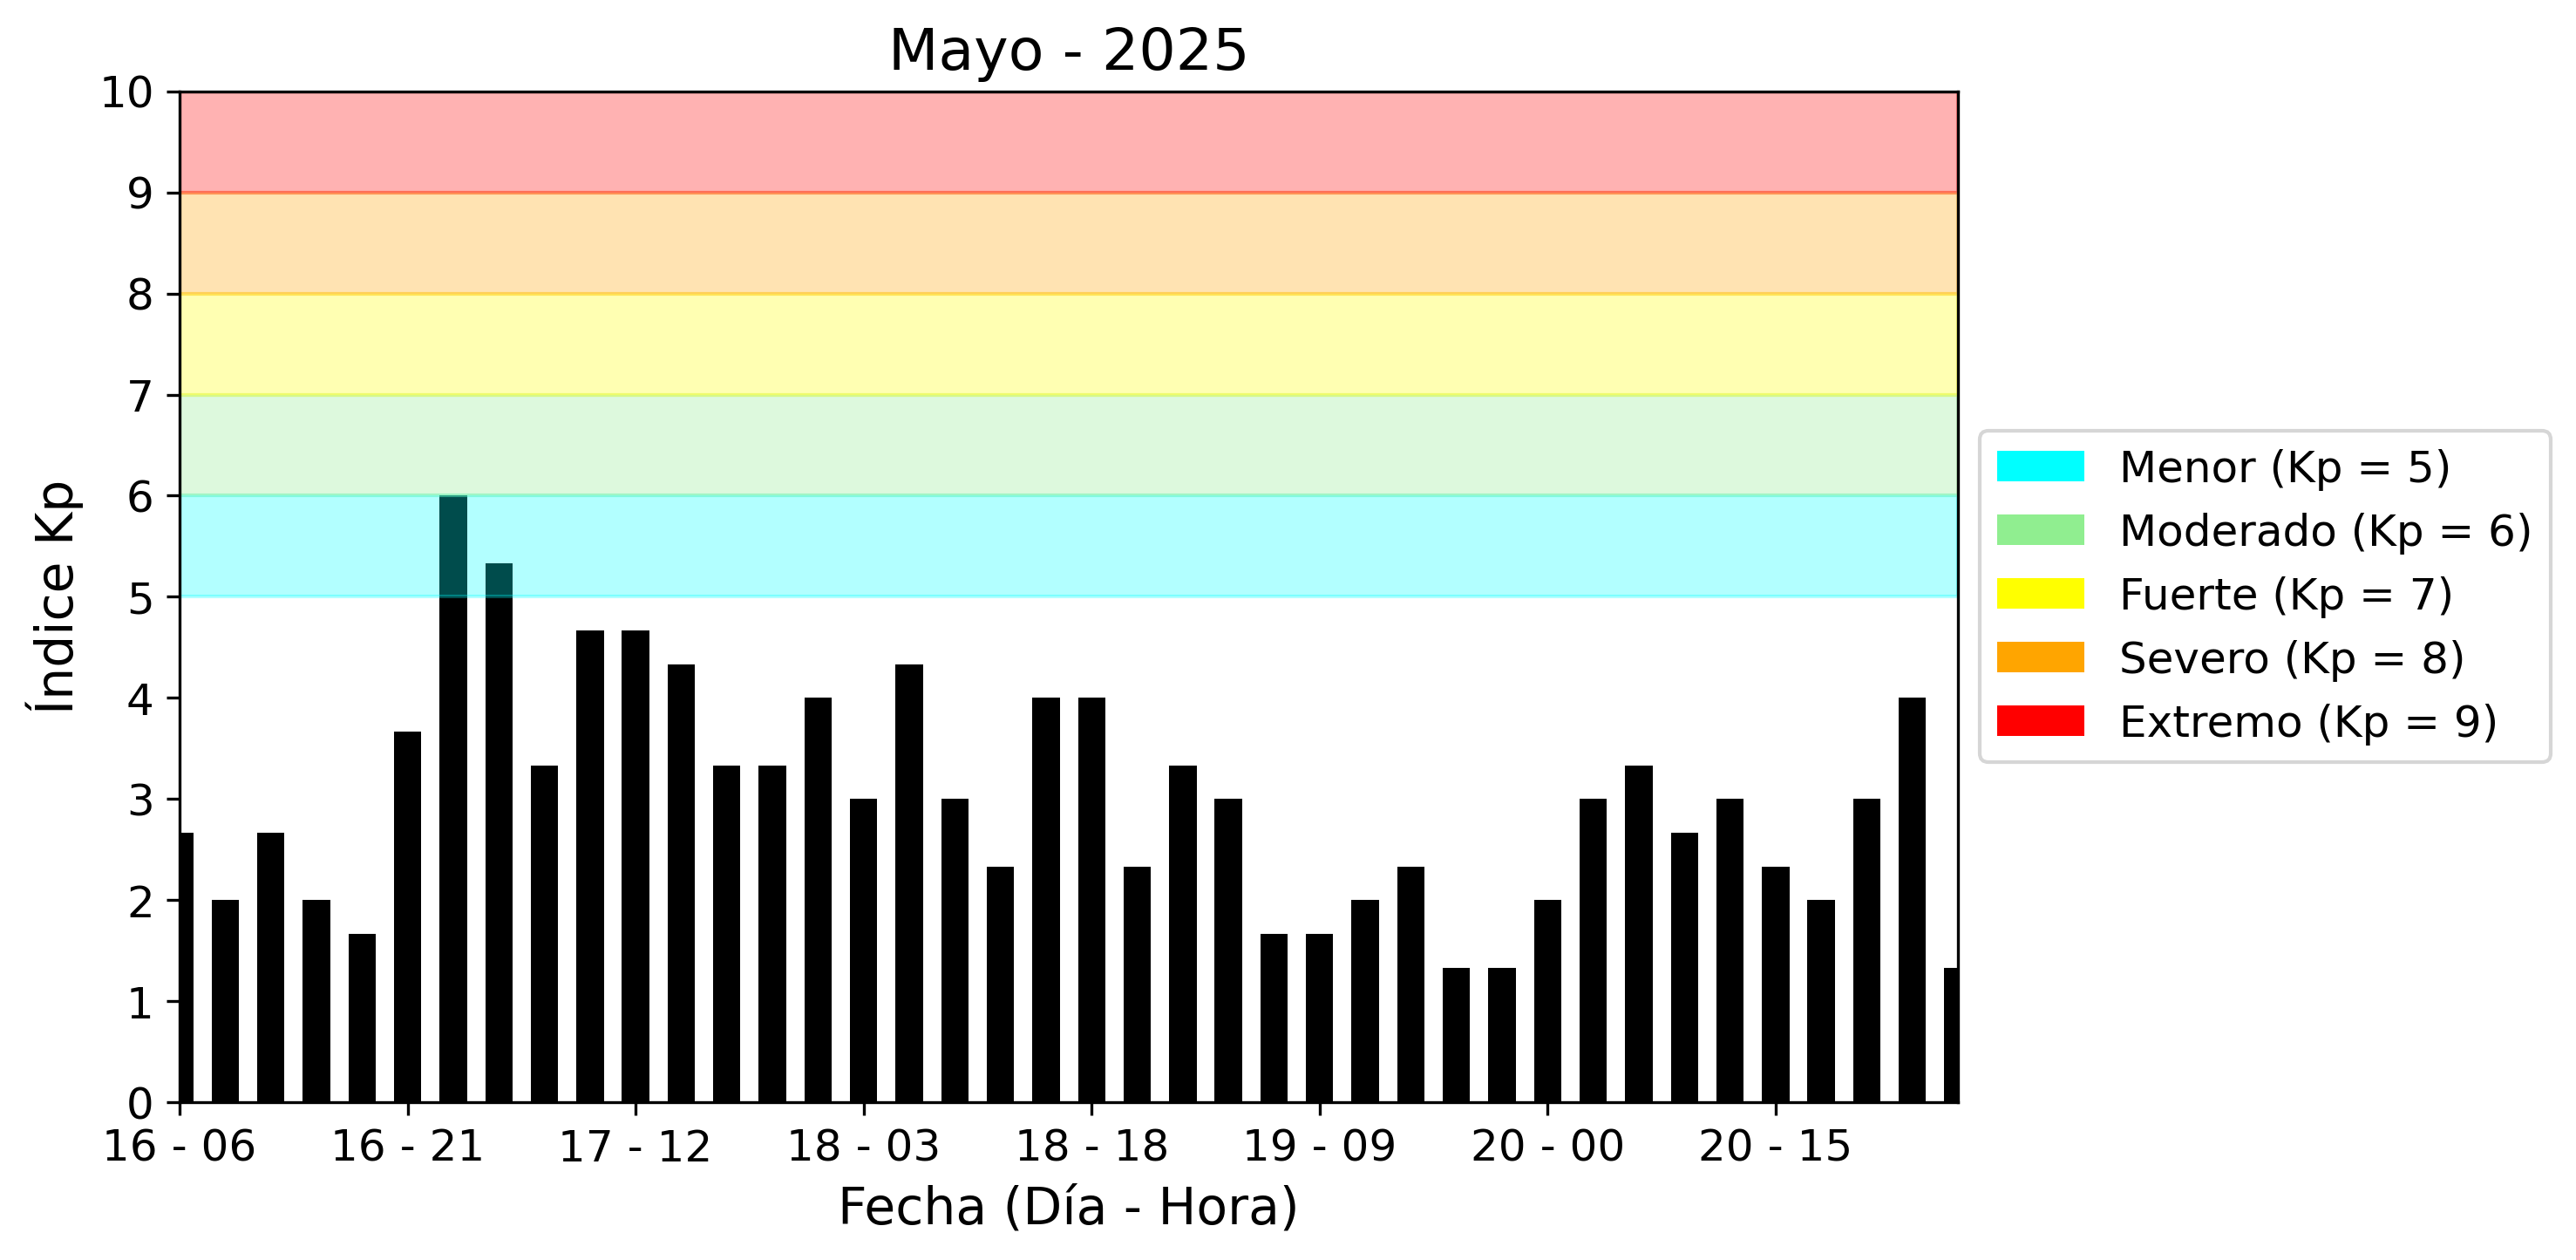 Mayo - 2025
10
9
8
7
6
5
4
3
2
1
0
Índice Kp
16 - 06
16 - 21
17 - 12
18 - 03
18 - 18
19 - 09
20 - 00
20 - 15
Fecha (Día - Hora)
Menor (Kp = 5)
Moderado (Kp = 6)
Fuerte (Kp = 7)
Severo (Kp = 8)
Extremo (Kp = 9)